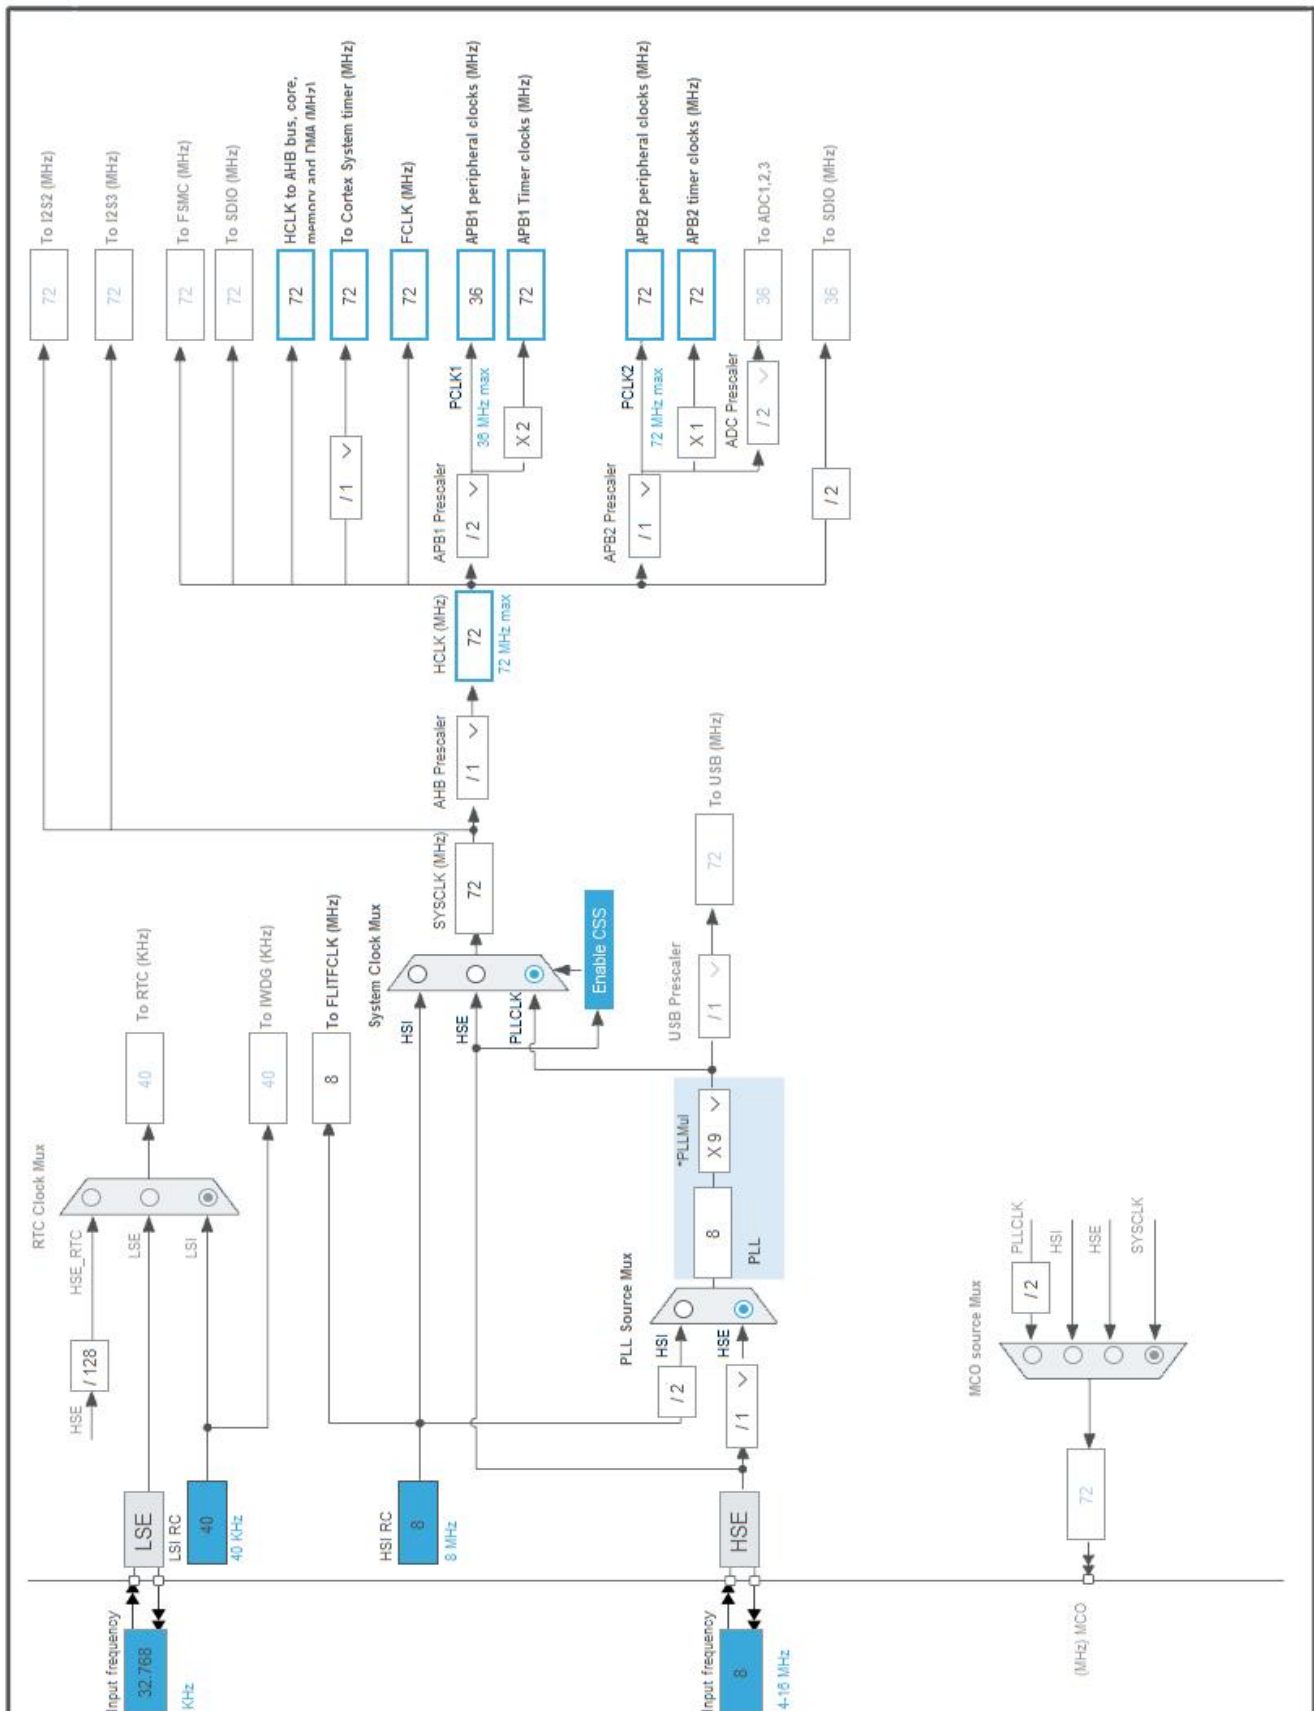 Input frequency
32.768
KHz
LSE
LSI RC
40
40 KHz
HSE
/ 128
HSE_RTC
LSE
LSI
RTC Clock Mux
40
To RTC (KHz)
40
To IWDG (KHz)
8
To FLITFCLK (MHz)
HSI RC
8
8 MHz
Input frequency
8
4-16 MHz
HSE
/ 2
/ 1
PLL Source Mux
HSI
HSE
8
PLL
*PLLMul
X 9
USB Prescaler
/ 1
72
To USB (MHz)
System Clock Mux
HSI
HSE
PLLCLK
Enable CSS
SYSCLK (MHz)
72
AHB Prescaler
/ 1
HCLK (MHz)
72
72 MHz max
72
To I2S2 (MHz)
72
To I2S3 (MHz)
72
To FSMC (MHz)
72
To SDIO (MHz)
72
HCLK to AHB bus, core,
memory and DMA (MHz)
/ 1
72
To Cortex System timer (MHz)
72
FCLK (MHz)
APB1 Prescaler
/ 2
PCLK1
36 MHz max
36
APB1 peripheral clocks (MHz)
X 2
72
APB1 Timer clocks (MHz)
APB2 Prescaler
/ 1
PCLK2
72 MHz max
72
APB2 peripheral clocks (MHz)
X 1
72
APB2 timer clocks (MHz)
ADC Prescaler
/ 2
36
To ADC1,2,3
/ 2
36
To SDIO (MHz)
MCO source Mux
/ 2
PLLCLK
HSI
HSE
SYSCLK
72
(MHz) MCO